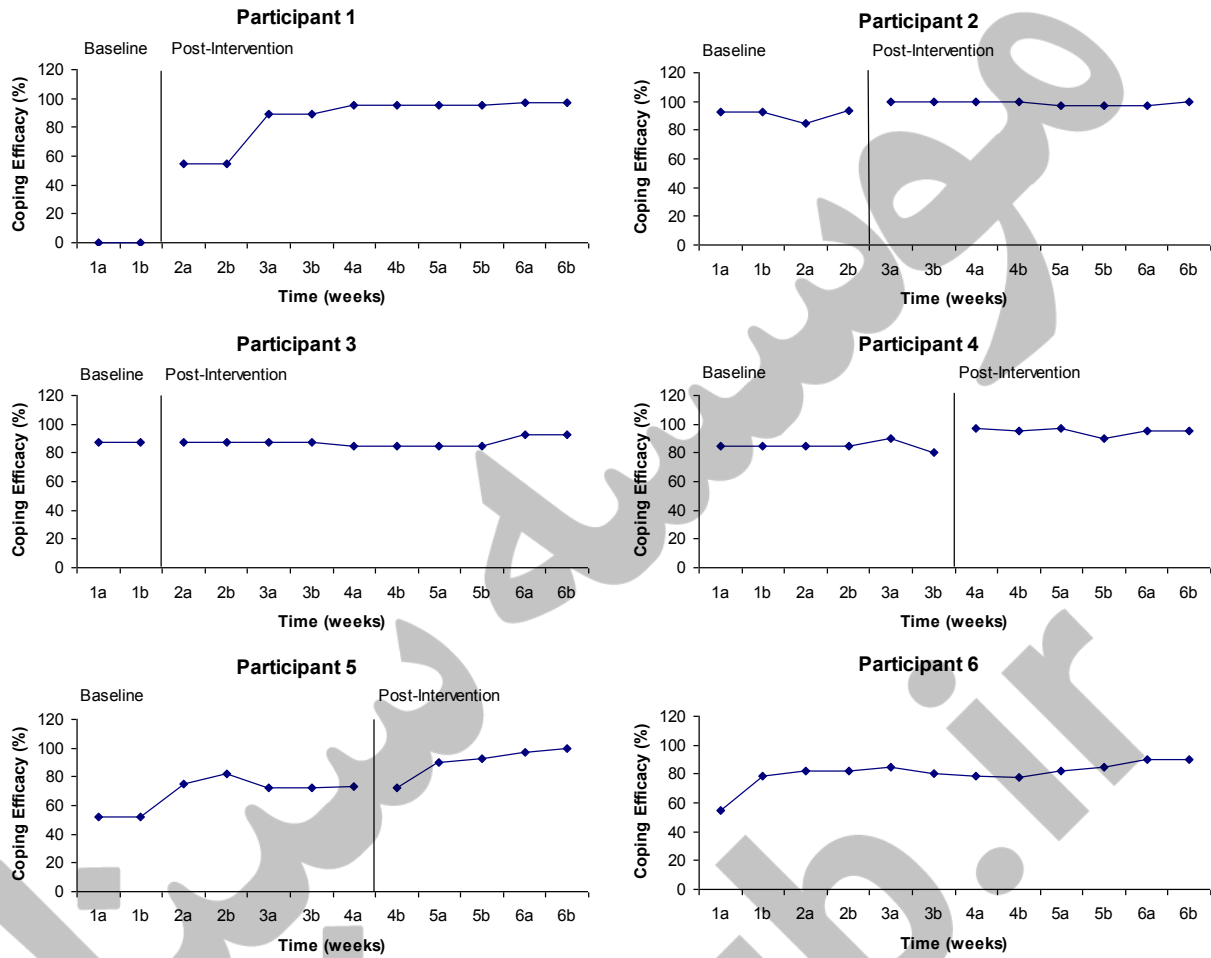 Participant 1
Baseline Post-Intervention
Coping Efficacy (%)
120
100
80
60
40
20
0
1a 1b 2a 2b 3a 3b 4a 4b 5a 5b 6a 6b
Time (weeks)
Participant 2
Baseline Post-Intervention
Coping Efficacy (%)
120
100
80
60
40
20
0
1a 1b 2a 2b 3a 3b 4a 4b 5a 5b 6a 6b
Time (weeks)
Participant 3
Baseline Post-Intervention
Coping Efficacy (%)
120
100
80
60
40
20
0
1a 1b 2a 2b 3a 3b 4a 4b 5a 5b 6a 6b
Time (weeks)
Participant 4
Baseline Post-Intervention
Coping Efficacy (%)
120
100
80
60
40
20
0
1a 1b 2a 2b 3a 3b 4a 4b 5a 5b 6a 6b
Time (weeks)
Participant 5
Baseline Post-Intervention
Coping Efficacy (%)
120
100
80
60
40
20
0
1a 1b 2a 2b 3a 3b 4a 4b 5a 5b 6a 6b
Time (weeks)
Participant 6
Coping Efficacy (%)
120
100
80
60
40
20
0
1a 1b 2a 2b 3a 3b 4a 4b 5a 5b 6a 6b
Time (weeks)
موسسه
b.ir